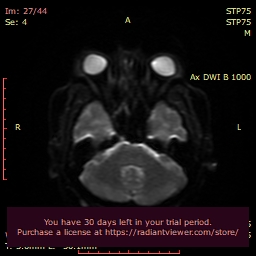 Im: 27/44
Se: 4
A
STP75
STP75
M
Ax DWI B 1000
R
L
You have 30 days left in your trial period.
Purchase a license at https://radiantviewer.com/store/